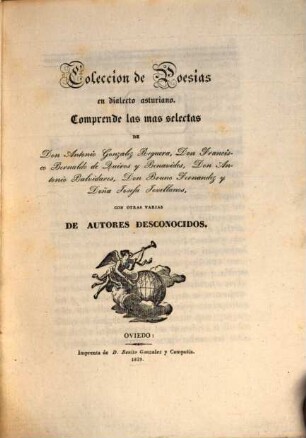 Coleccion de Poesias
en dialecto asturiano.
Comprende las mas selectas
DE
Don Antonio Gonzalez Reguera, Don Francis-
co Bernaldo de Quiros y Benavides, Don An-
tonio Balvidares, Don Bruno Fernandez y
Doña Josefa Jovellanos,
CON OTRAS VARIAS
DE AUTORES DESCONOCIDOS.
OVIEDO:
Imprenta de D. Benito Gonzalez y Compañía.
1839.